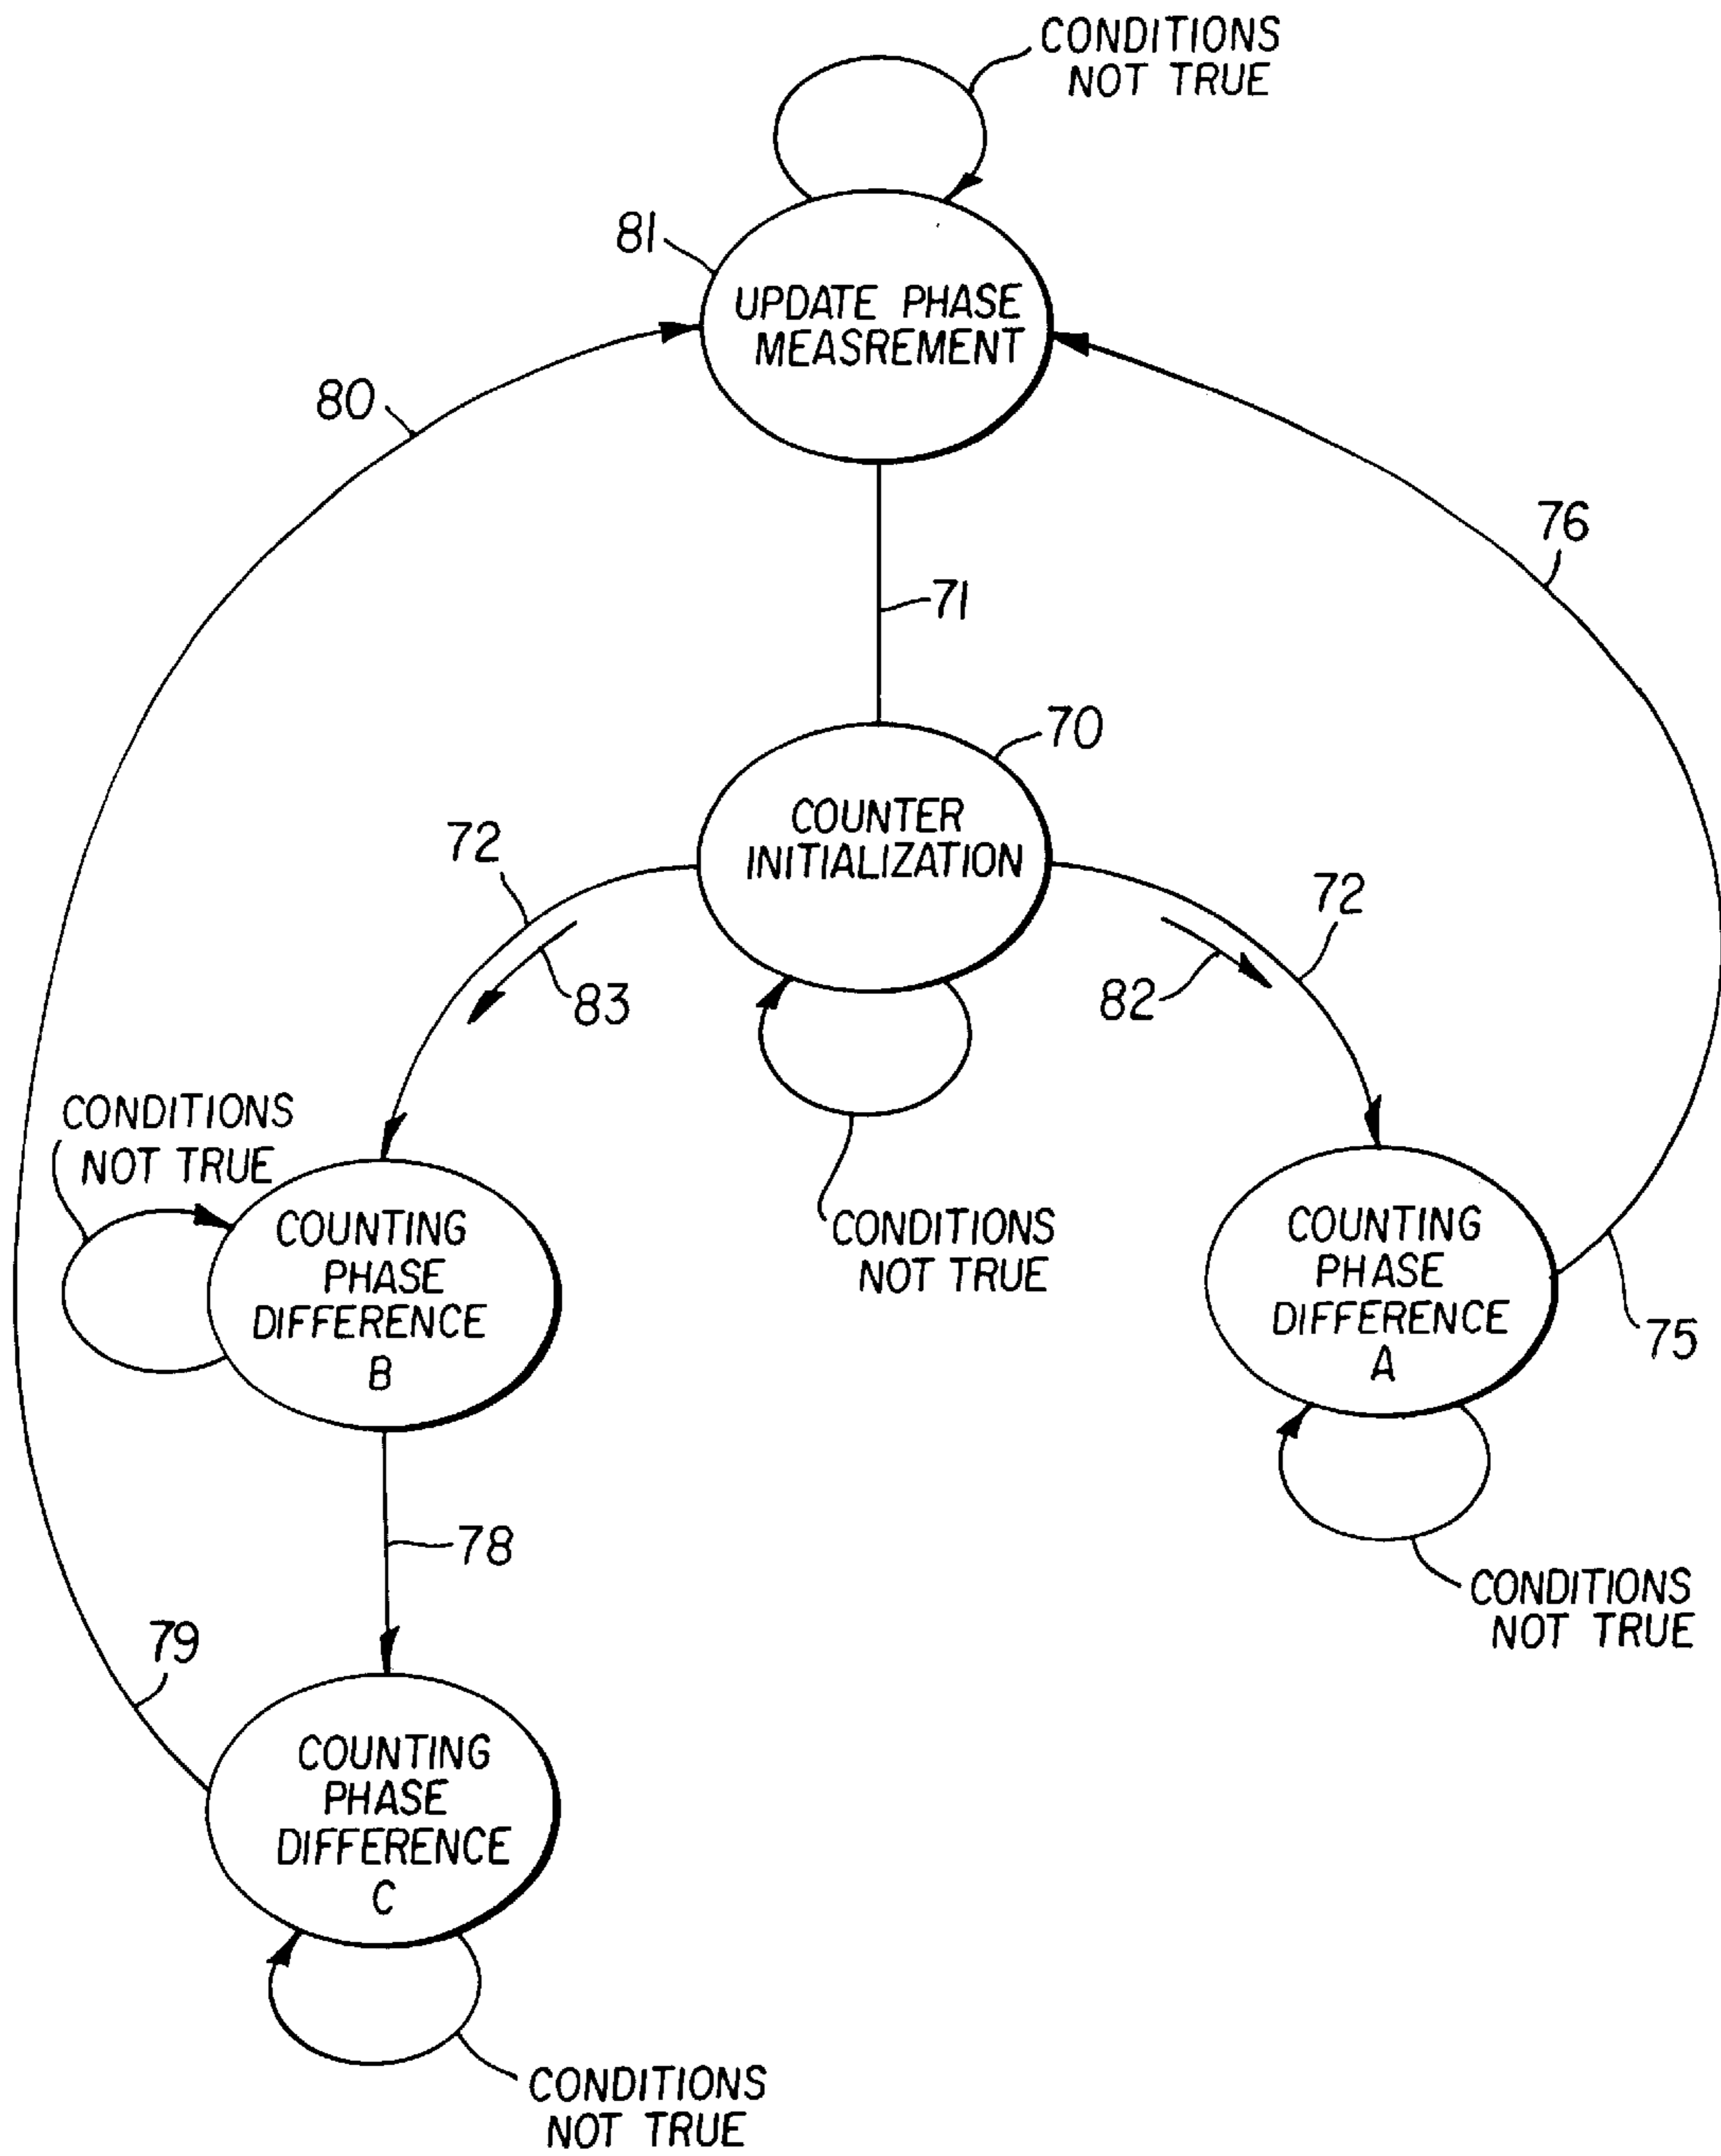 CONDITIONS
NOT TRUE
81
UPDATE PHASE
MEASREMENT
80
76
71
70
COUNTER
INITIALIZATION
72
72
83
82
CONDITIONS
NOT TRUE
COUNTING
PHASE
DIFFERENCE
B
CONDITIONS
NOT TRUE
COUNTING
PHASE
DIFFERENCE
A
75
78
CONDITIONS
NOT TRUE
79
COUNTING
PHASE
DIFFERENCE
C
CONDITIONS
NOT TRUE